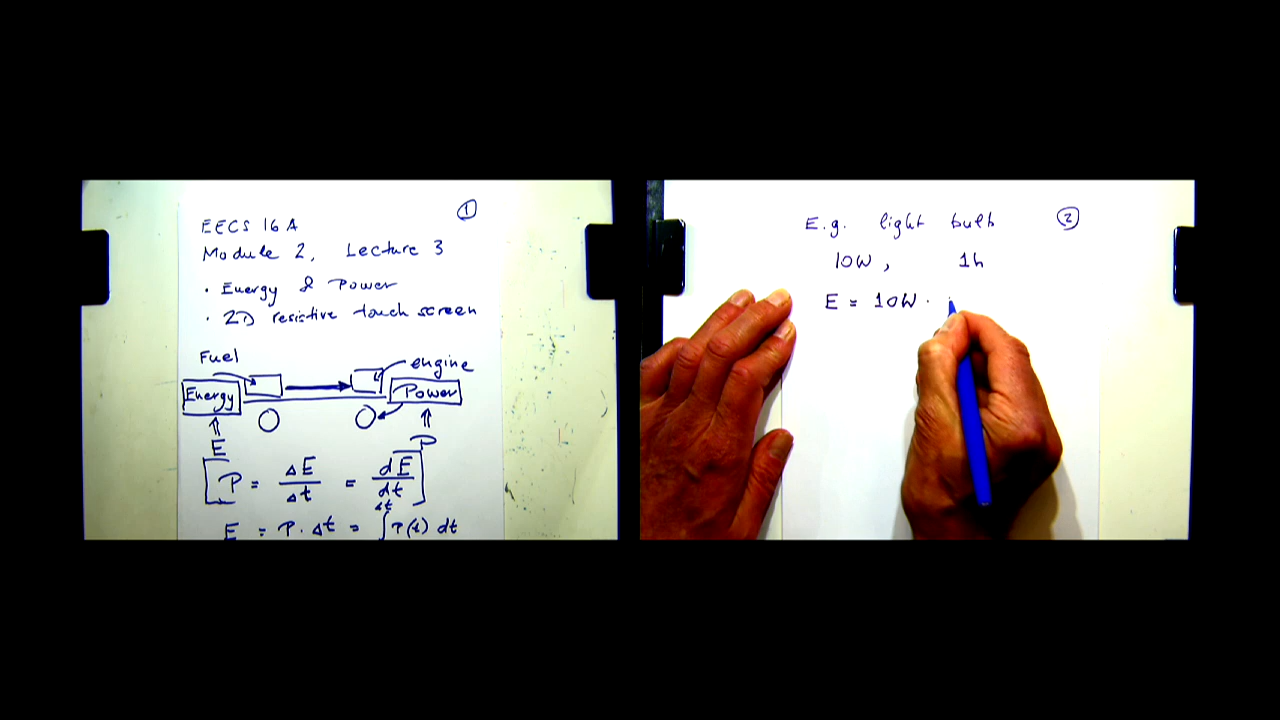 ①
EECS 16A
Module 2, Lecture 3
• Energy & Power
• 2D resistive touch screen
Fuel
engine
Energy
Power
E
P
P = ΔE/Δt = dE/dt
E = P · Δt = ∫^Δt P(t) dt
②
E.g. light bulb
10W, 1h
E = 10W ·